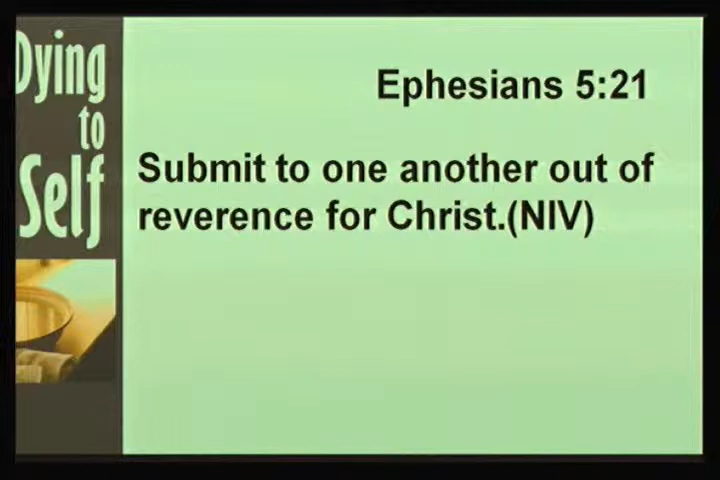 Dying
to
Self
Ephesians 5:21
Submit to one another out of
reverence for Christ.(NIV)